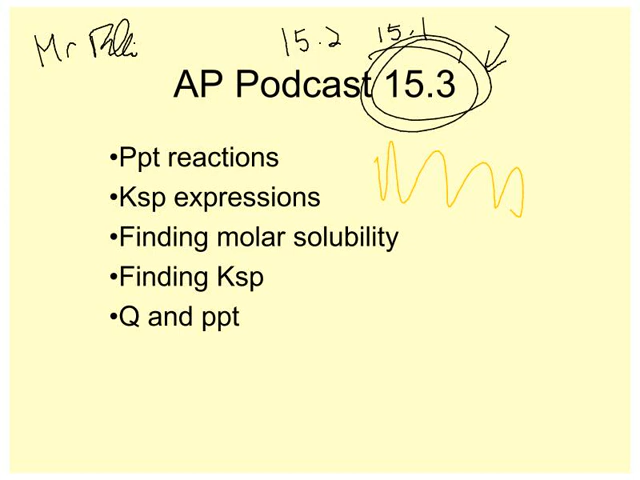 Mr
15.2 15.1
AP Podcast 15.3
•Ppt reactions
•Ksp expressions
•Finding molar solubility
•Finding Ksp
•Q and ppt